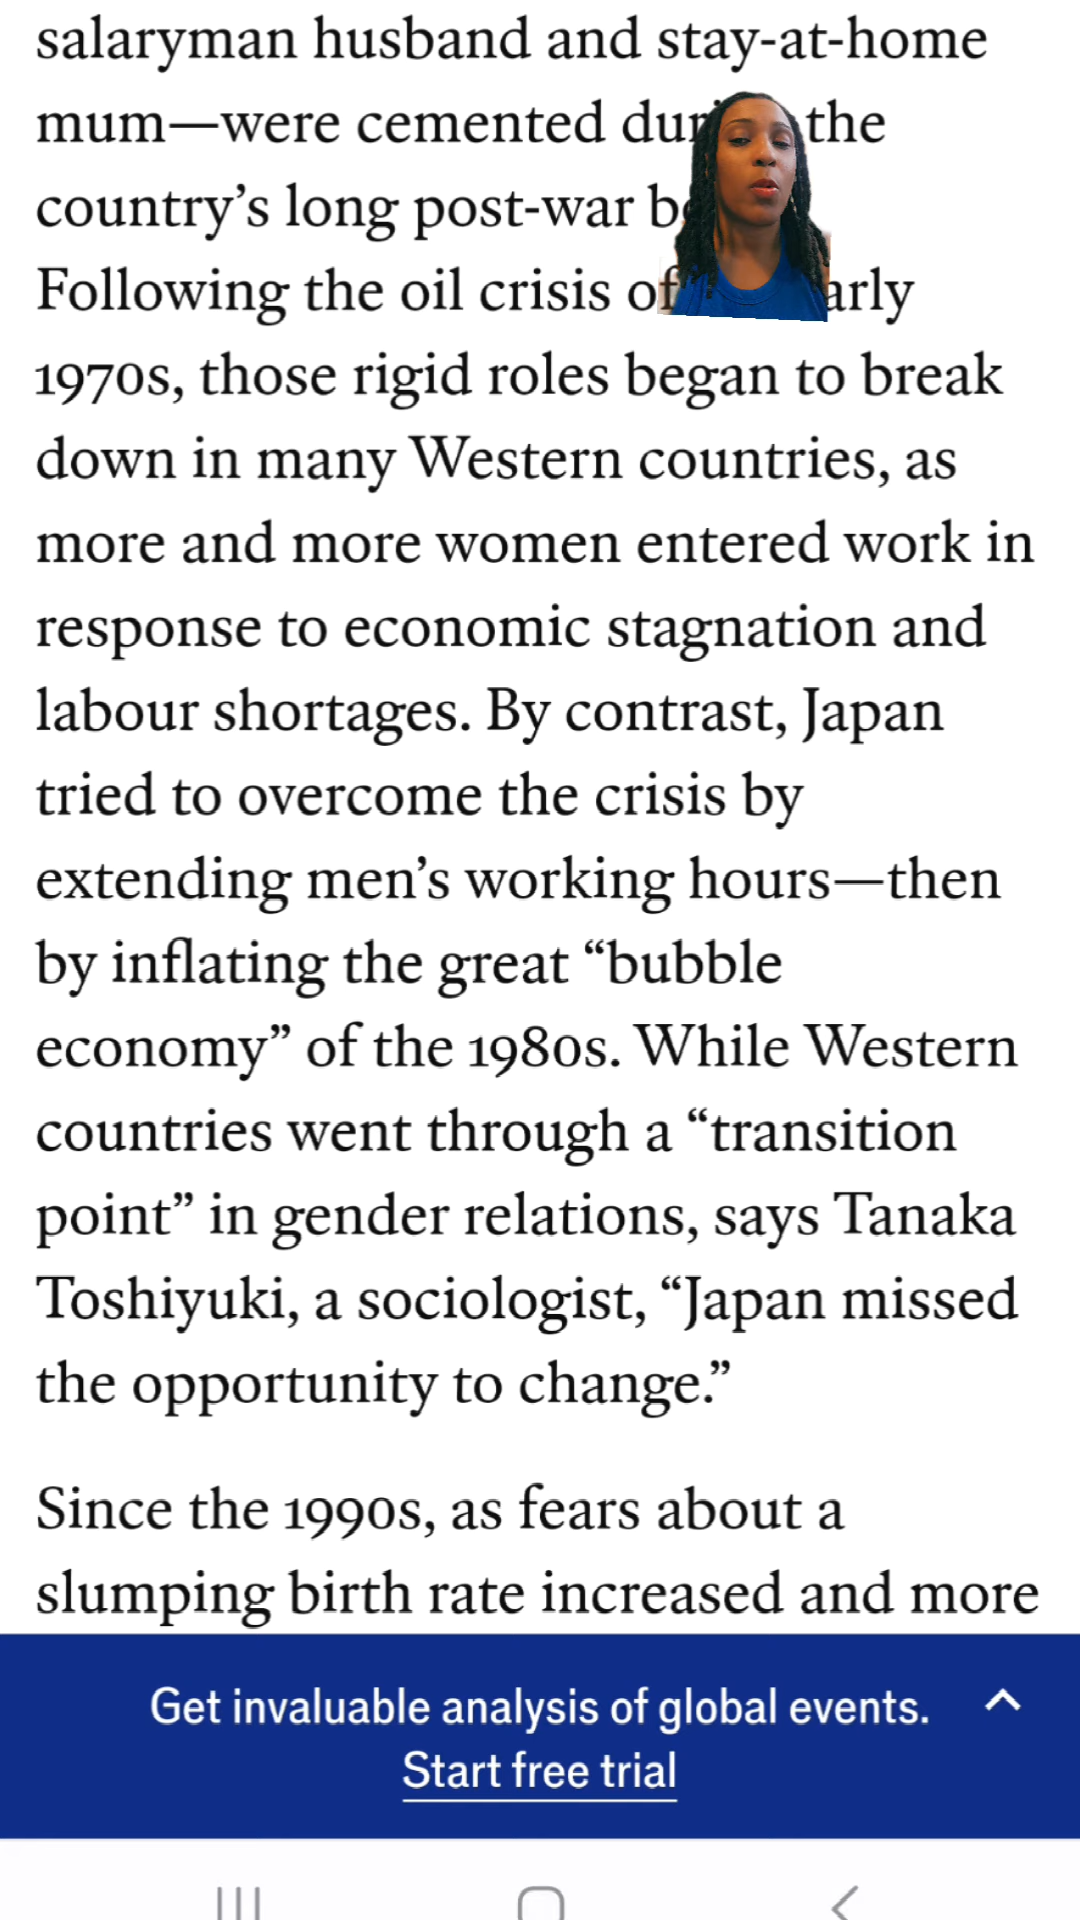 salaryman husband and stay-at-home
mum—were cemented the
country’s long post-war
Following the oil crisis of
1970s, those rigid roles began to break
down in many Western countries, as
more and more women entered work in
response to economic stagnation and
labour shortages. By contrast, Japan
tried to overcome the crisis by
extending men’s working hours—then
by inflating the great “bubble
economy” of the 1980s. While Western
countries went through a “transition
point” in gender relations, says Tanaka
Toshiyuki, a sociologist, “Japan missed
the opportunity to change.”
Since the 1990s, as fears about a
slumping birth rate increased and more
Get invaluable analysis of global events.
Start free trial